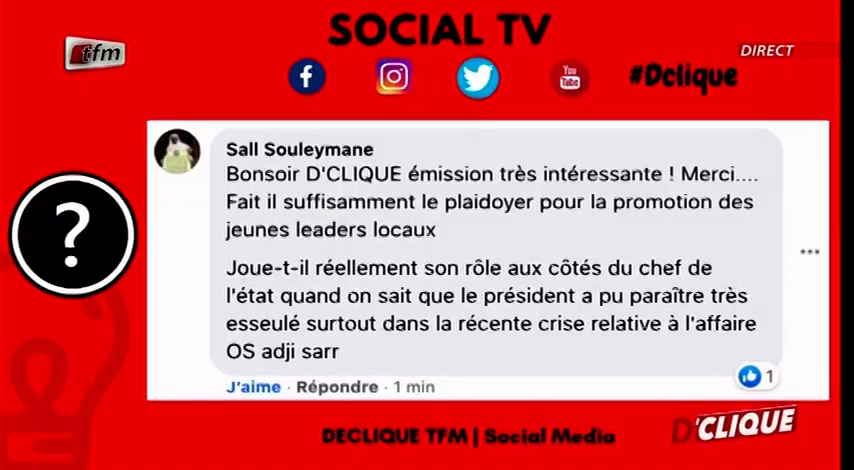 SOCIAL TV
tfm
DIRECT
You
Tube
#Dclique
Sall Souleymane
Bonsoir D'CLIQUE émission très intéressante ! Merci....
Fait il suffisamment le plaidoyer pour la promotion des
jeunes leaders locaux
Joue-t-il réellement son rôle aux côtés du chef de
l'état quand on sait que le président a pu paraître très
esseulé surtout dans la récente crise relative à l'affaire
OS adji sarr
?
J'aime · Répondre · 1 min
1
DECLIQUE TFM | Social Media
D'CLIQUE